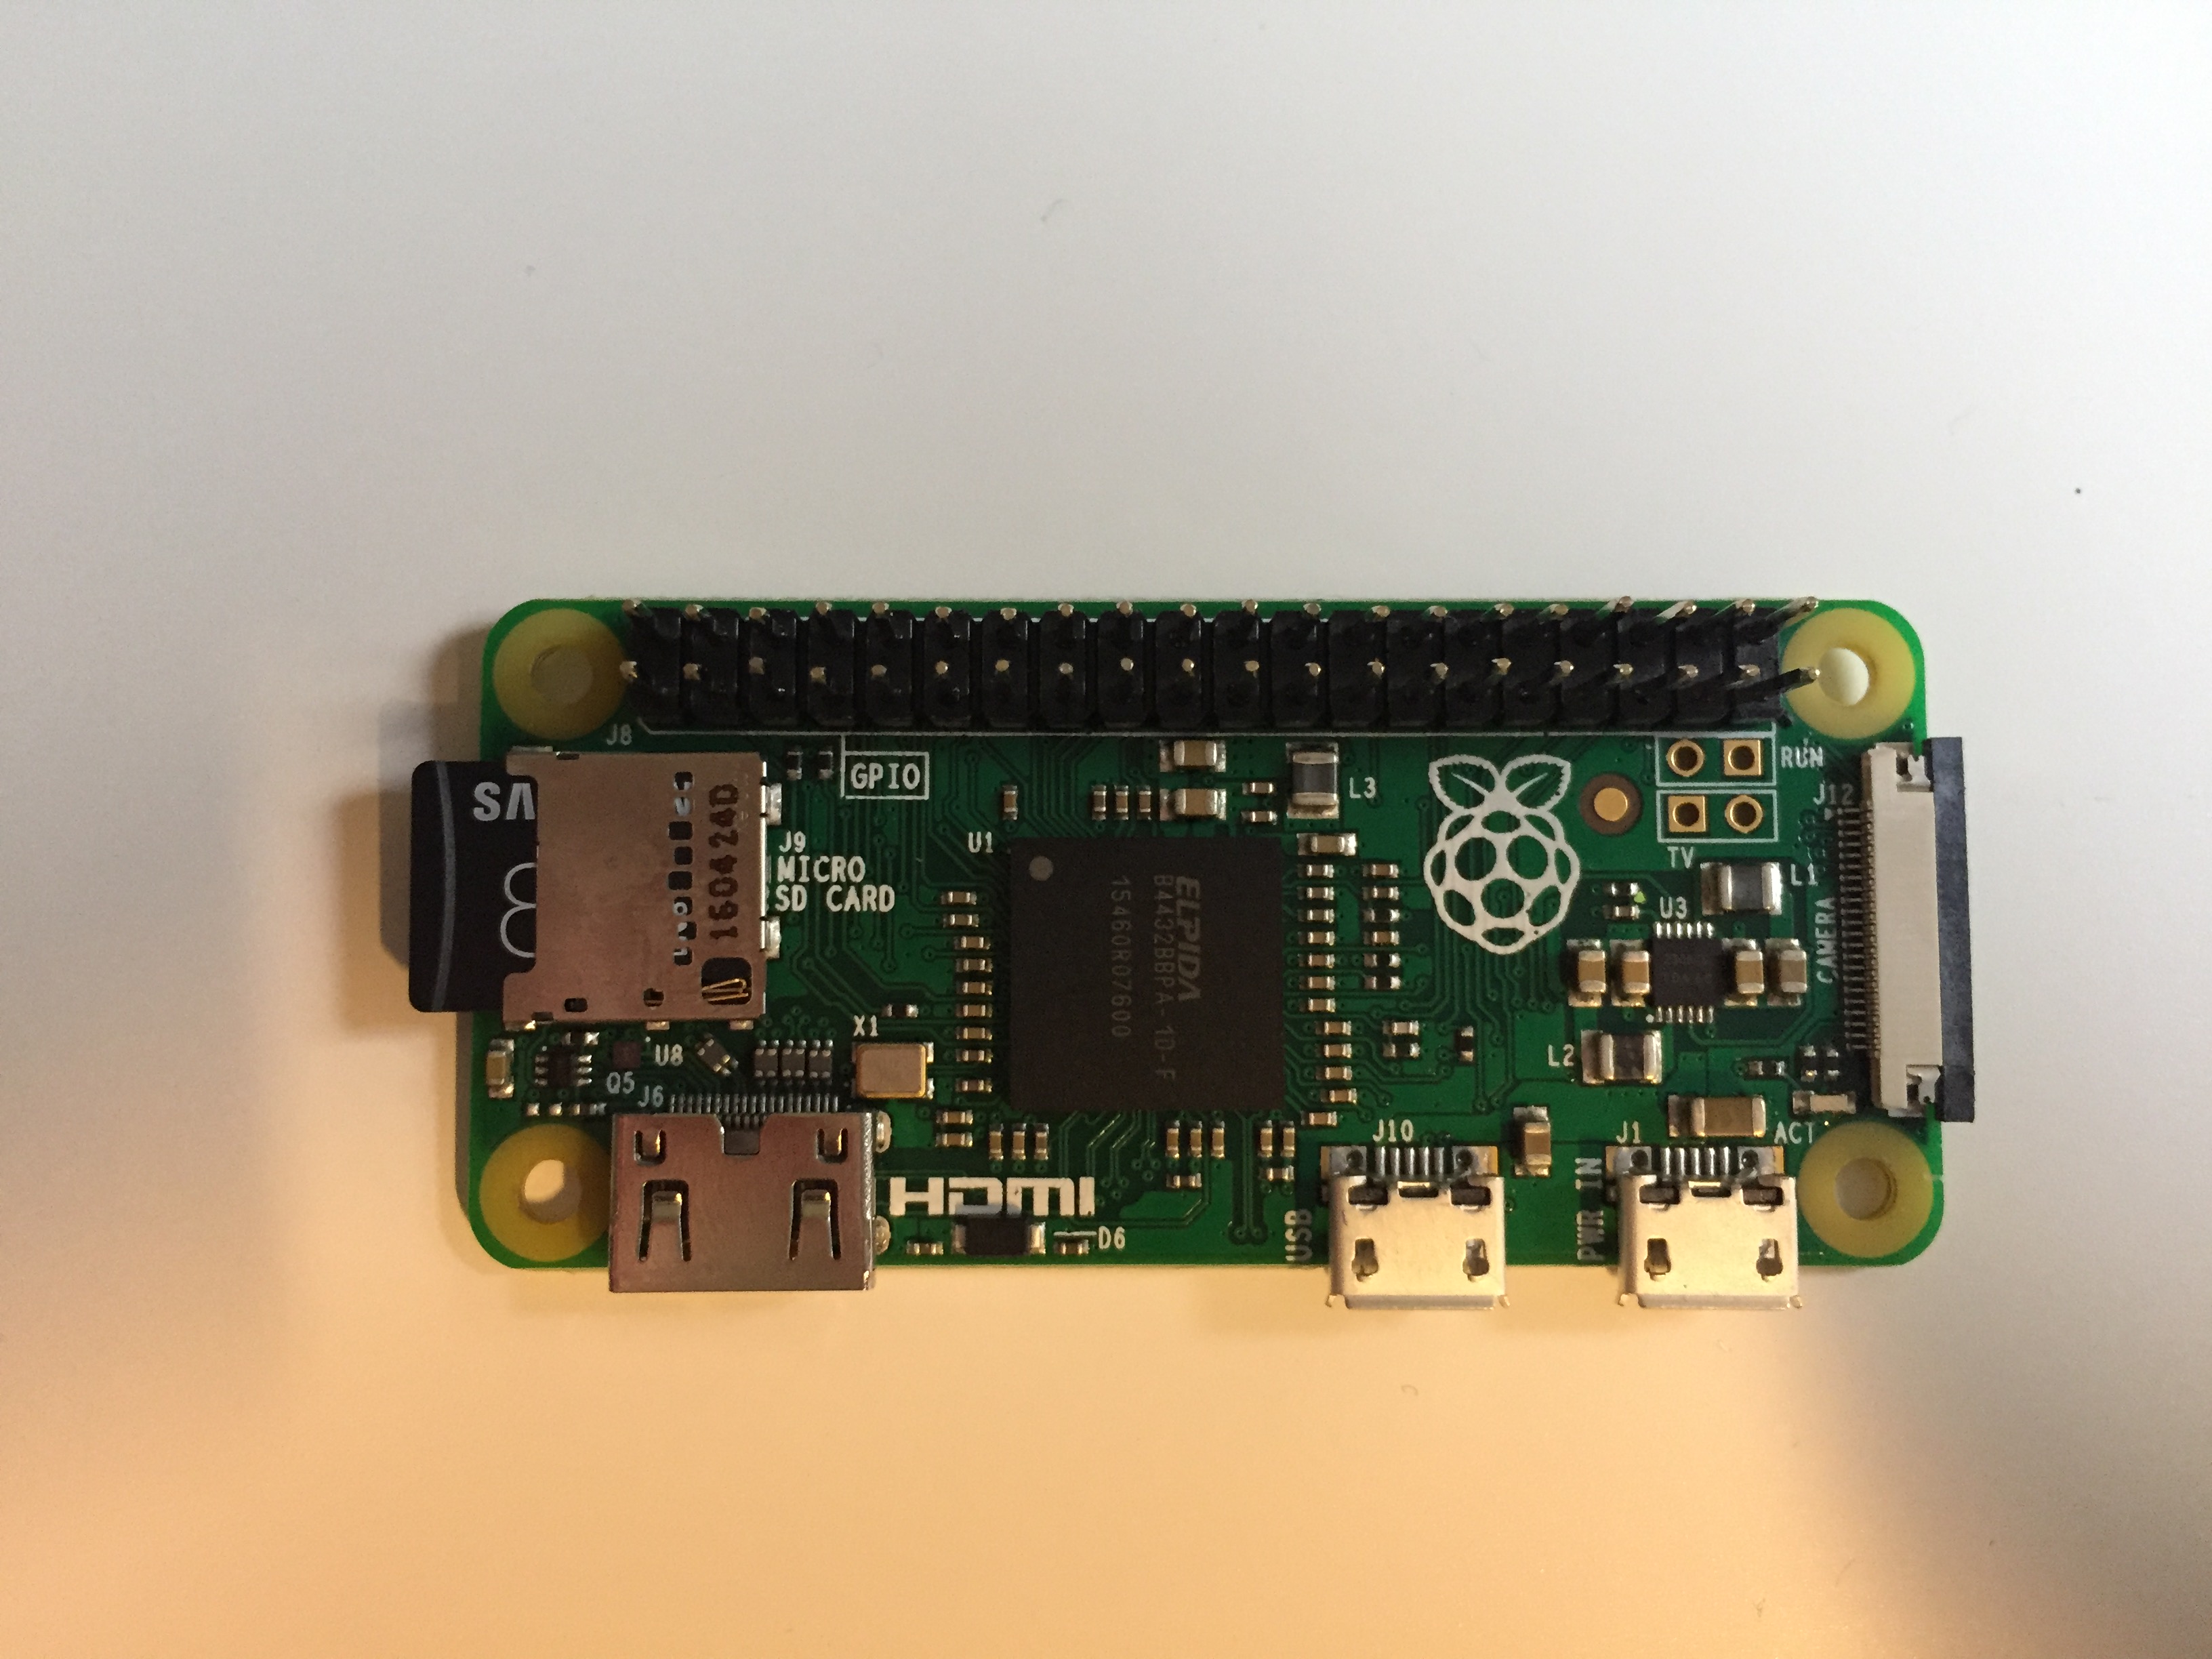 J8
GPIO
RUN
L3
J12
SA
160424D
J9
MICRO
SD CARD
U1
TV
L1
U3
CAMERA
ELPIDA
B4432BBPA-1D-F
15460R07600
X1
U8
Q5
J6
L2
J10
J1
ACT
HDMI
D6
USB
PWR IN